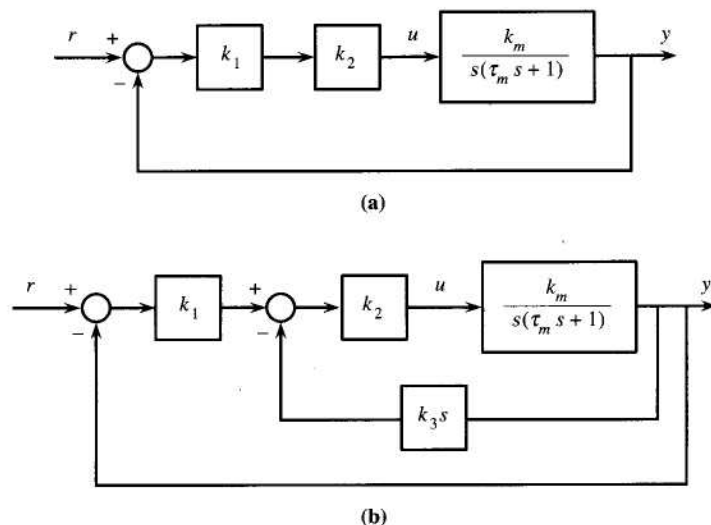 r + − k₁ k₂ u kₘ y
s(τₘ s + 1)
(a)
r + − k₁ + − k₂ u kₘ y
s(τₘ s + 1)
k₃s
(b)